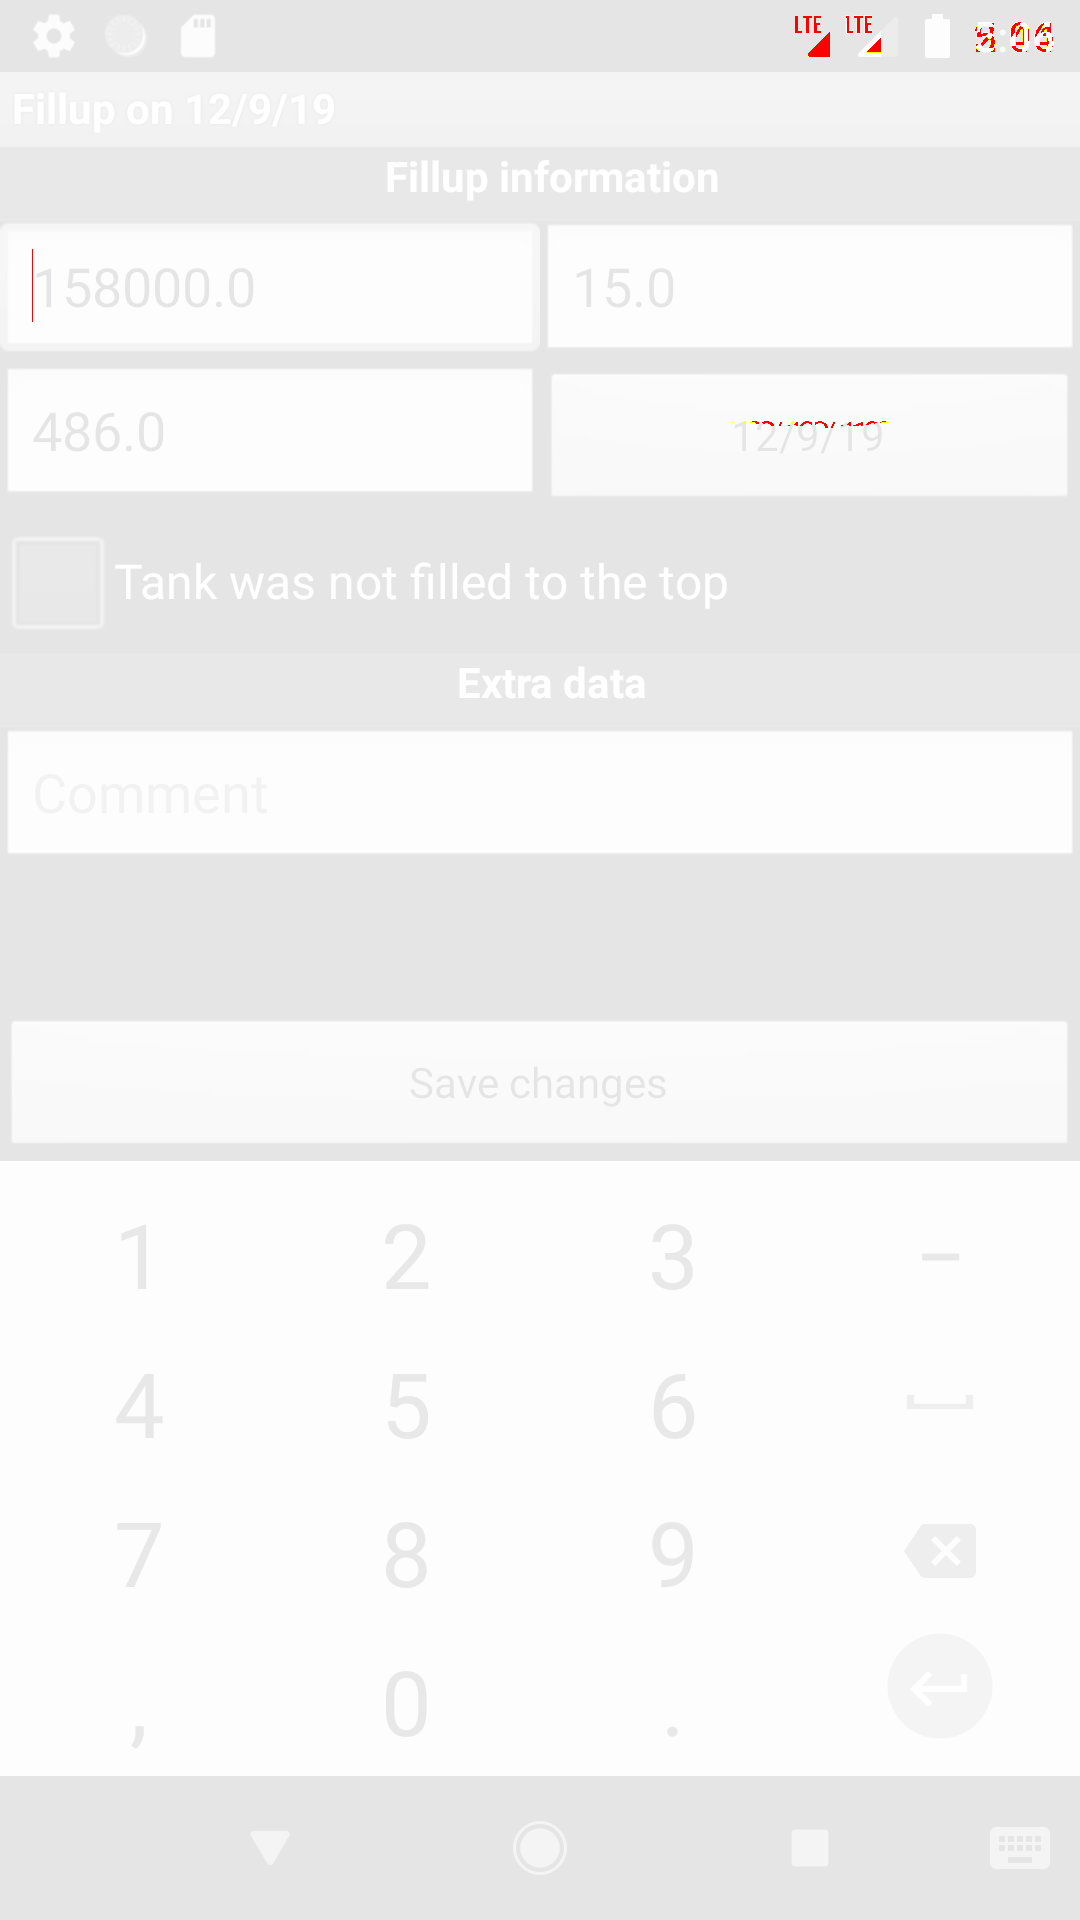 LTE LTE
Fillup on 12/9/19
Fillup information
158000.0 15.0
486.0 12/9/19
Tank was not filled to the top
Extra data
Comment
Save changes
1 2 3 –
4 5 6
7 8 9
, 0 .